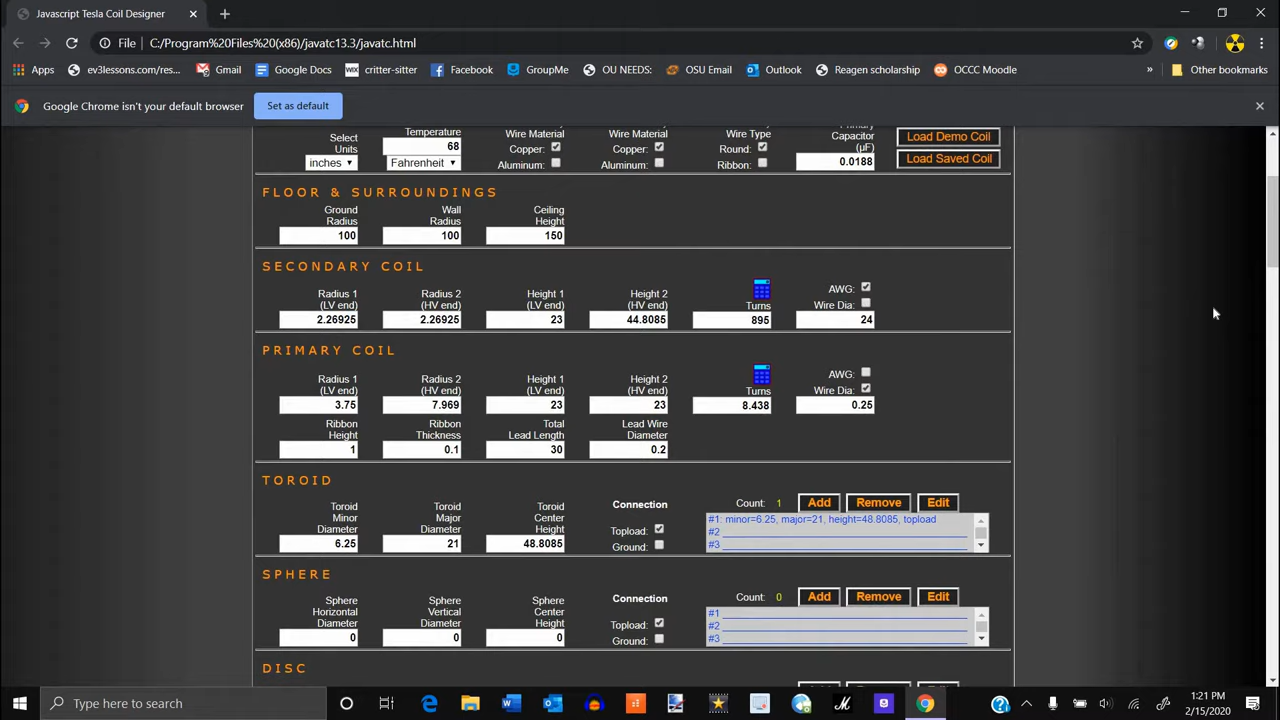 Javascript Tesla Coil Designer
File C:/Program%20Files%20(x86)/javatc13.3/javatc.html
Apps ev3lessons.com/res... Gmail Google Docs critter-sitter Facebook GroupMe OU NEEDS: OSU Email Outlook Reagen scholarship OCCC Moodle » Other bookmarks
Google Chrome isn't your default browser Set as default
Select Units inches
Temperature 68 Fahrenheit
Wire Material Copper: Aluminum:
Wire Material Copper: Aluminum:
Wire Type Round: Ribbon:
Primary Capacitor (µF) 0.0188
Load Demo Coil
Load Saved Coil
FLOOR & SURROUNDINGS
Ground Radius Wall Radius Ceiling Height
100 100 150
SECONDARY COIL
Radius 1 (LV end) Radius 2 (HV end) Height 1 (LV end) Height 2 (HV end) Turns AWG: Wire Dia:
2.26925 2.26925 23 44.8085 895 24
PRIMARY COIL
Radius 1 (LV end) Radius 2 (HV end) Height 1 (LV end) Height 2 (HV end) Turns AWG: Wire Dia:
3.75 7.969 23 23 8.438 0.25
Ribbon Height Ribbon Thickness Total Lead Length Lead Wire Diameter
1 0.1 30 0.2
TOROID
Toroid Minor Diameter Toroid Major Diameter Toroid Center Height Connection Topload: Ground:
6.25 21 48.8085
Count: 1 Add Remove Edit
#1: minor=6.25, major=21, height=48.8085, topload
#2
#3
SPHERE
Sphere Horizontal Diameter Sphere Vertical Diameter Sphere Center Height Connection Topload: Ground:
0 0 0
Count: 0 Add Remove Edit
#1
#2
#3
DISC
Type here to search
1:21 PM
2/15/2020